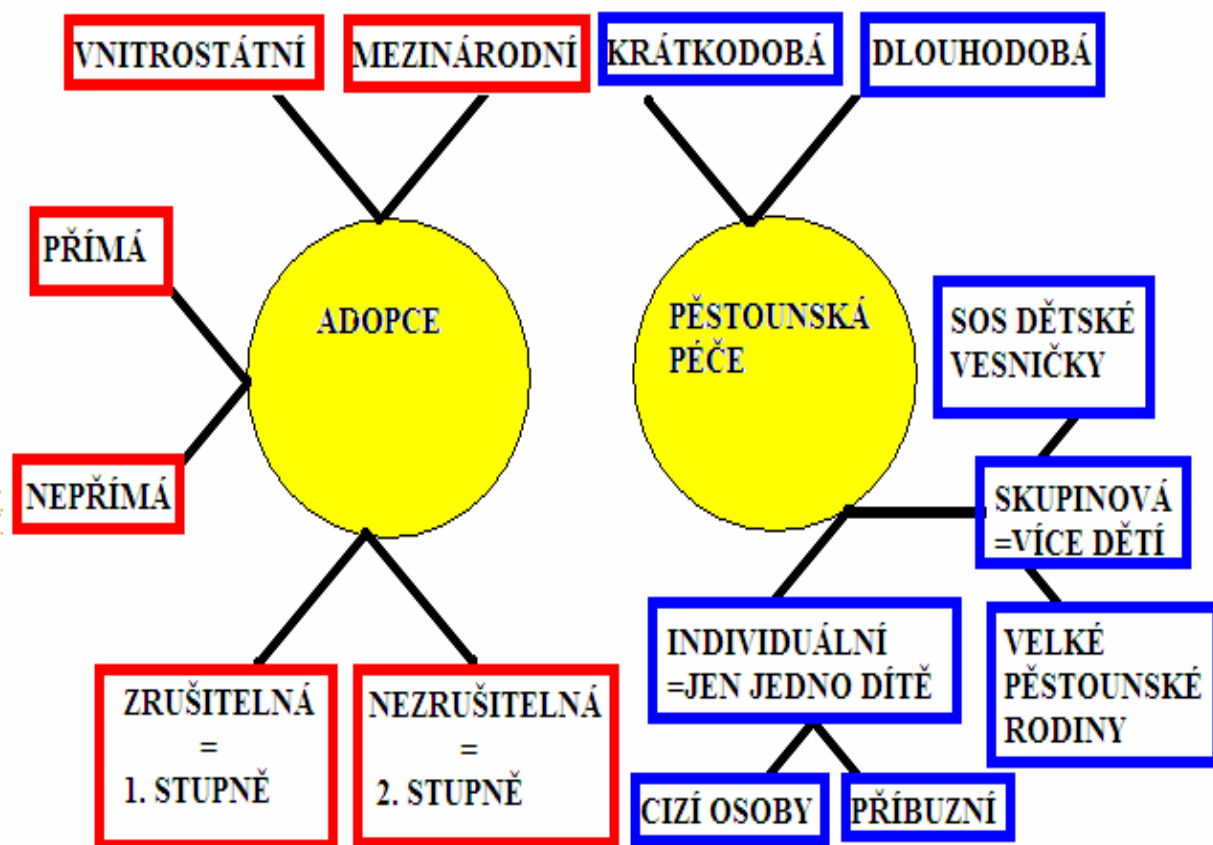 VNITROSTÁTNÍ
MEZINÁRODNÍ
KRÁTKODOBÁ
DLOUHODOBÁ
PŘÍMÁ
NEPŘÍMÁ
ADOPCE
ZRUŠITELNÁ
=
1. STUPNĚ
NEZRUŠITELNÁ
=
2. STUPNĚ
PĚSTOUNSKÁ
PÉČE
SOS DĚTSKÉ
VESNIČKY
SKUPINOVÁ
=VÍCE DĚTÍ
VELKÉ
PĚSTOUNSKÉ
RODINY
INDIVIDUÁLNÍ
=JEN JEDNO DÍTĚ
CIZÍ OSOBY
PŘÍBUZNÍ